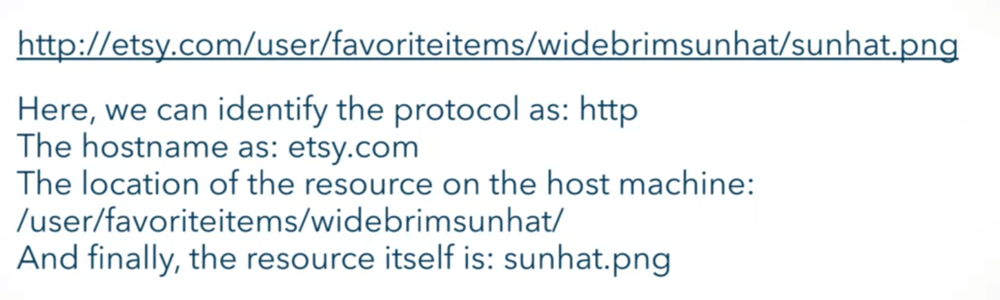 http://etsy.com/user/favoriteitems/widebrimsunhat/sunhat.png
Here, we can identify the protocol as: http
The hostname as: etsy.com
The location of the resource on the host machine:
/user/favoriteitems/widebrimsunhat/
And finally, the resource itself is: sunhat.png